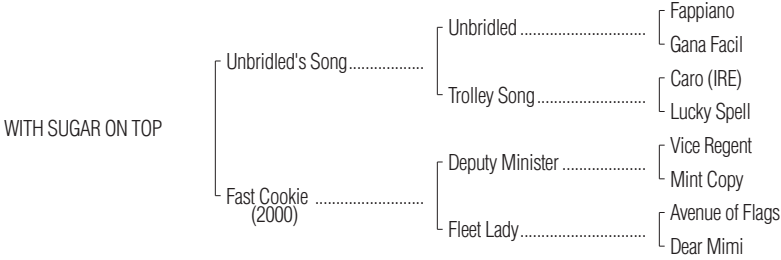 Fappiano
Unbridled ..............................
Gana Facil
Unbridled's Song..................
Caro (IRE)
Trolley Song..........................
Lucky Spell
WITH SUGAR ON TOP
Vice Regent
Deputy Minister ....................
Mint Copy
Fast Cookie ..........................
(2000)
Avenue of Flags
Fleet Lady..............................
Dear Mimi